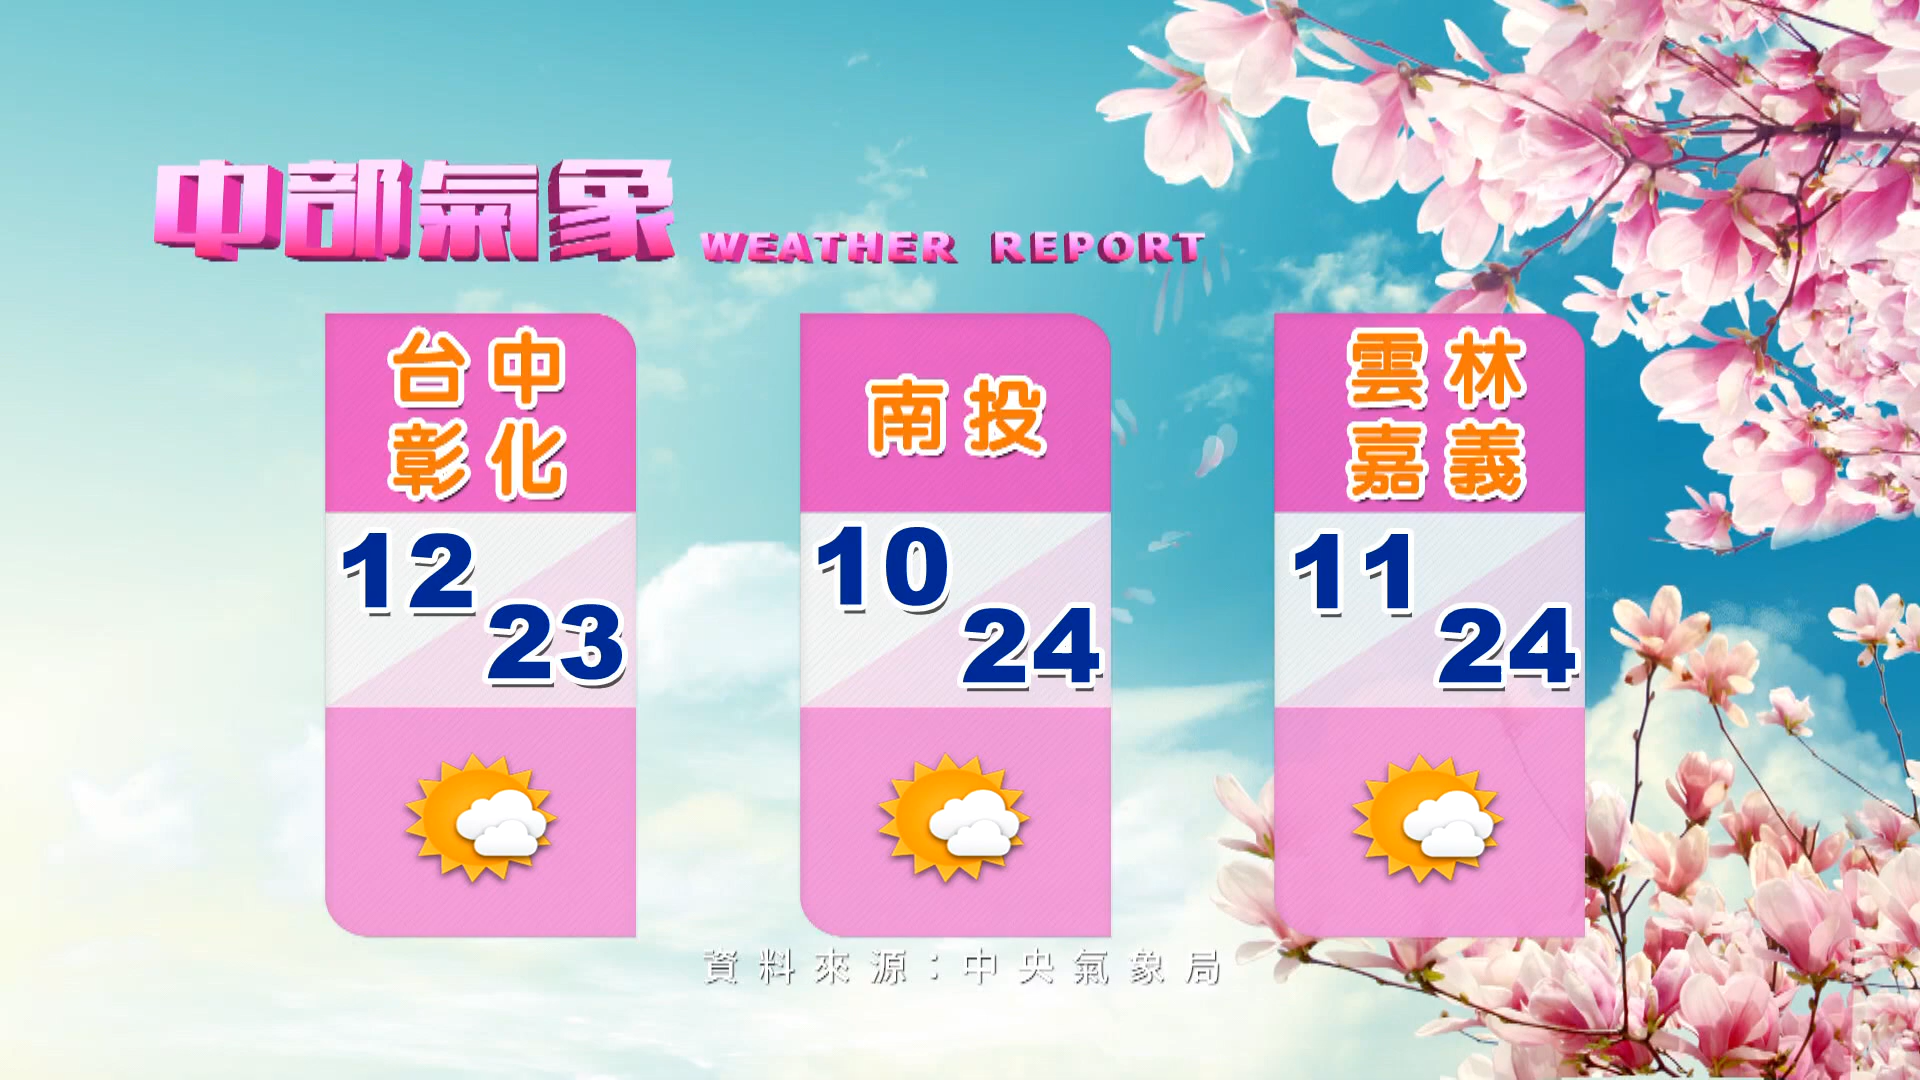 中部氣象 WEATHER REPORT
台中
彰化
12
23
南投
10
24
雲林
嘉義
11
24
資料來源：中央氣象局